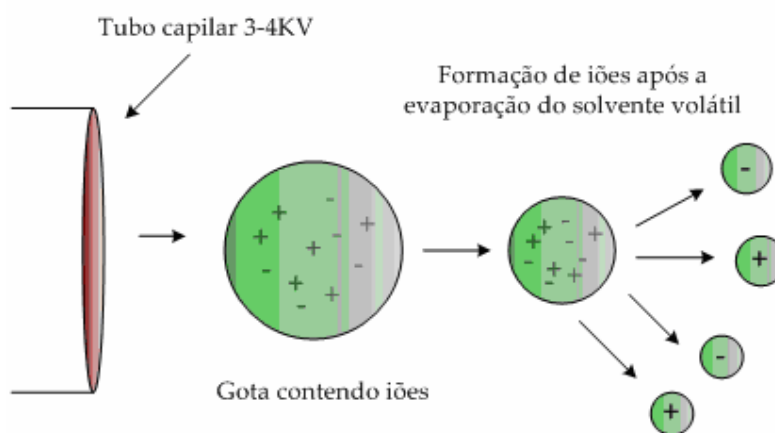 Tubo capilar 3-4KV
Formação de iões após a
evaporação do solvente volátil
Gota contendo iões